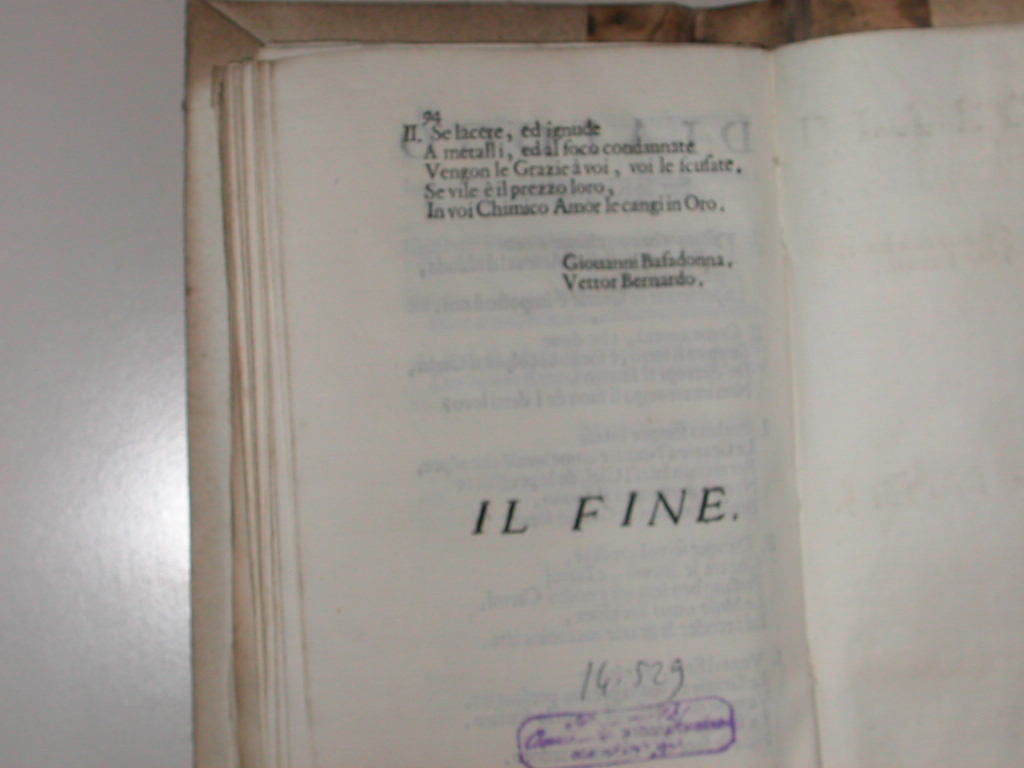 94
II. Se lacere, ed ignude
A metalli, ed al foco condannate
Vengon le Grazie à voi, voi le scusate.
Se vile è il prezzo loro,
In voi Chimico Amor le cangi in Oro.
Giouanni Basadonna.
Vettor Bernardo.
IL FINE.
14.529